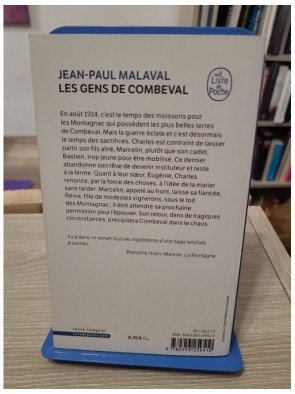 JEAN-PAUL MALAVAL
LES GENS DE COMBEVAL
Le Livre de Poche
En août 1914, c'est le temps des moissons pour
les Montagnac qui possèdent les plus belles terres
de Combeval. Mais la guerre éclate et c'est désormais
le temps des sacrifices. Charles est contraint de laisser
partir son fils aîné, Marcelin, plutôt que son cadet,
Bastien, trop jeune pour être mobilisé. Ce dernier
abandonne son rêve de devenir instituteur et reste
à la ferme. Quant à leur sœur, Eugénie, Charles
renonce, par la force des choses, à l'idée de la marier
sans tarder. Marcelin, appelé au front, laisse sa fiancée,
Reine, fille de modestes vignerons, sous le toit
des Montagnac ; il doit attendre sa prochaine
permission pour l'épouser. Son retour, dans de tragiques
circonstances, précipitera Combeval dans le chaos.
Il y a dans ce roman tous les ingrédients d'une saga familiale
à succès.
Blandine Hutin-Mercier, La Montagne.
Texte intégral
8,70 €